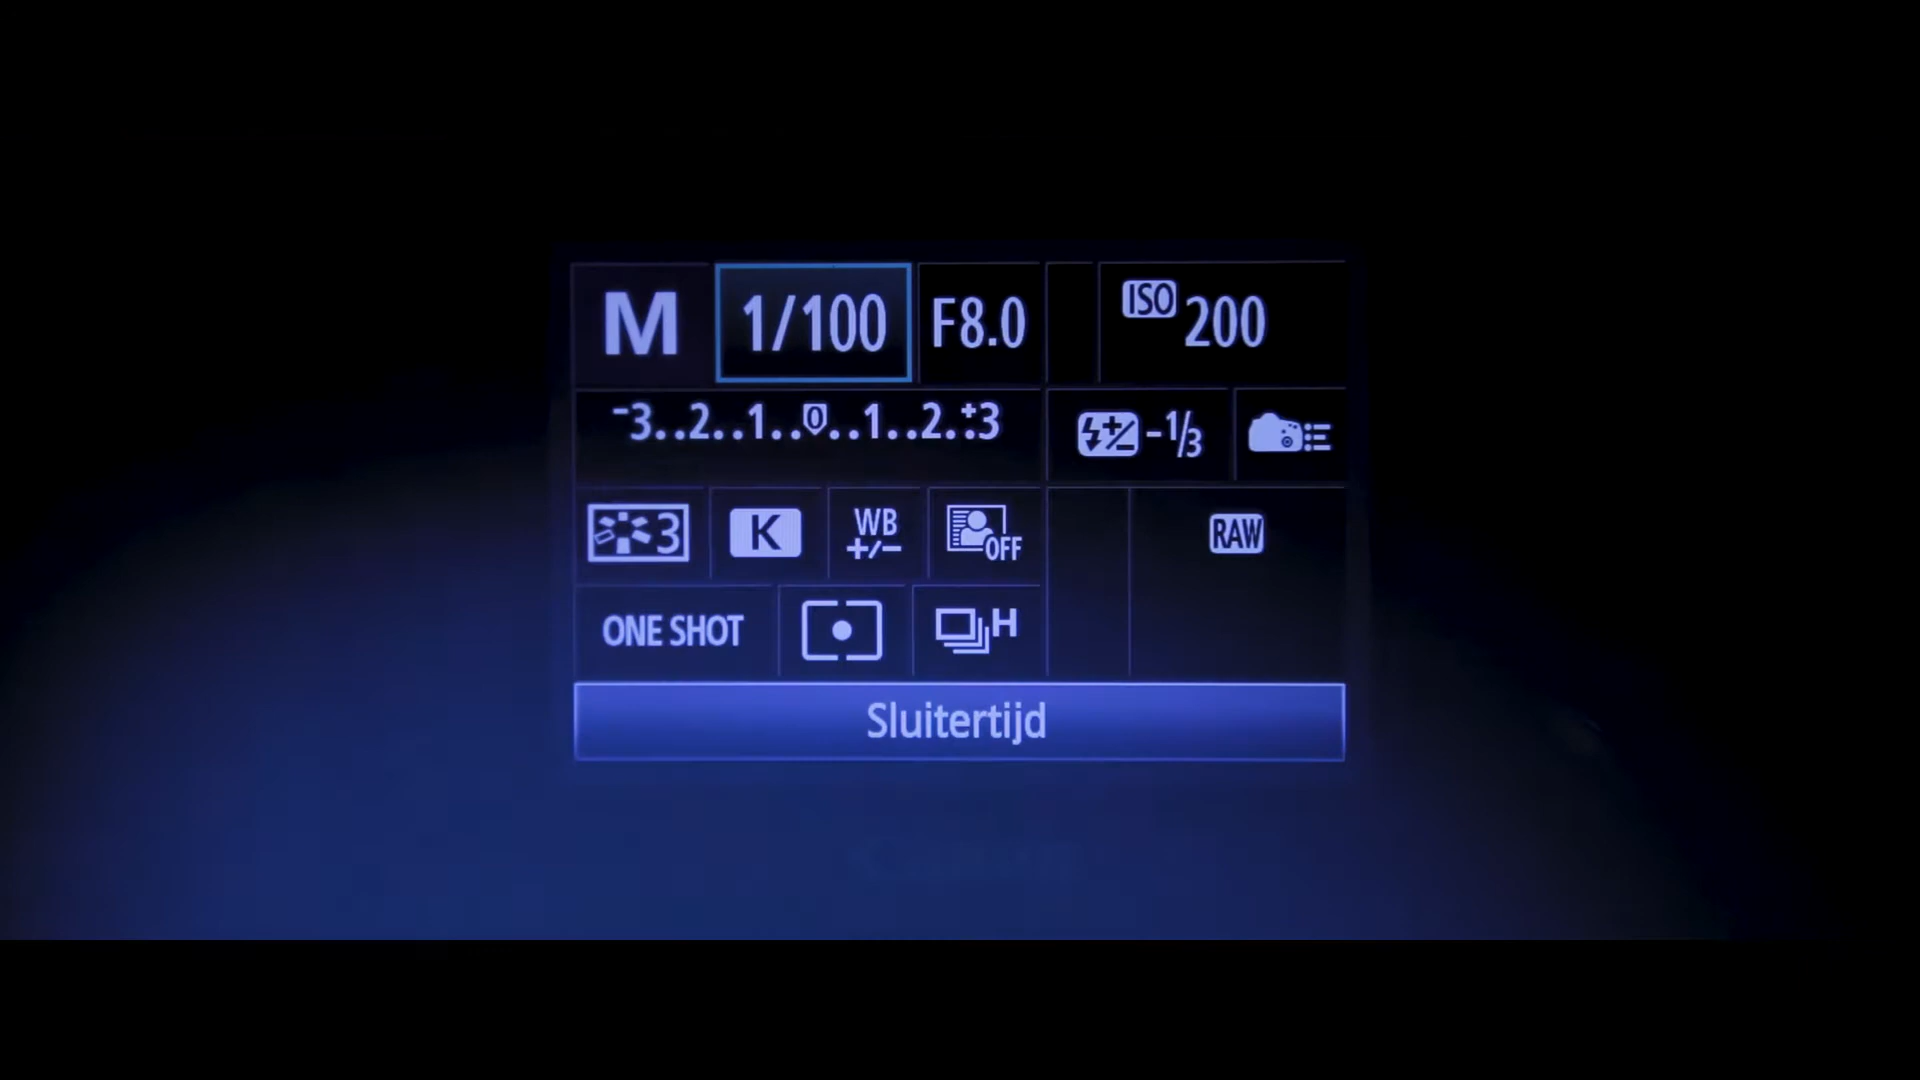 M 1/100 F8.0 ISO 200
-3..2..1..0..1..2.:+3 -1/3
3 K WB +/- OFF RAW
ONE SHOT H
Sluitertijd